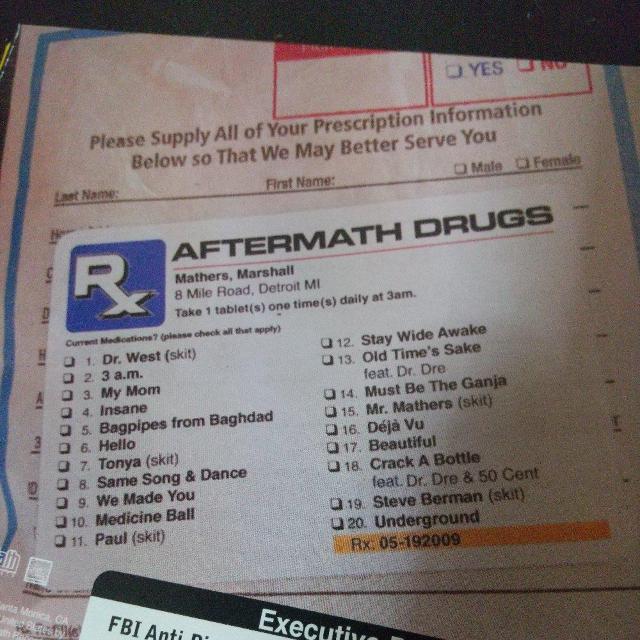 YES NO
Please Supply All of Your Prescription Information
Below so That We May Better Serve You
Male Female
Last Name: First Name:
Rx
AFTERMATH DRUGS
Mathers, Marshall
8 Mile Road, Detroit MI
Take 1 tablet(s) one time(s) daily at 3am.
Current Medications? (please check all that apply)
1. Dr. West (skit)
2. 3 a.m.
3. My Mom
4. Insane
5. Bagpipes from Baghdad
6. Hello
7. Tonya (skit)
8. Same Song & Dance
9. We Made You
10. Medicine Ball
11. Paul (skit)
12. Stay Wide Awake
13. Old Time's Sake
feat. Dr. Dre
14. Must Be The Ganja
15. Mr. Mathers (skit)
16. Déjà Vu
17. Beautiful
18. Crack A Bottle
feat. Dr. Dre & 50 Cent
19. Steve Berman (skit)
20. Underground
Rx: 05-192009
Executive
FBI Anti